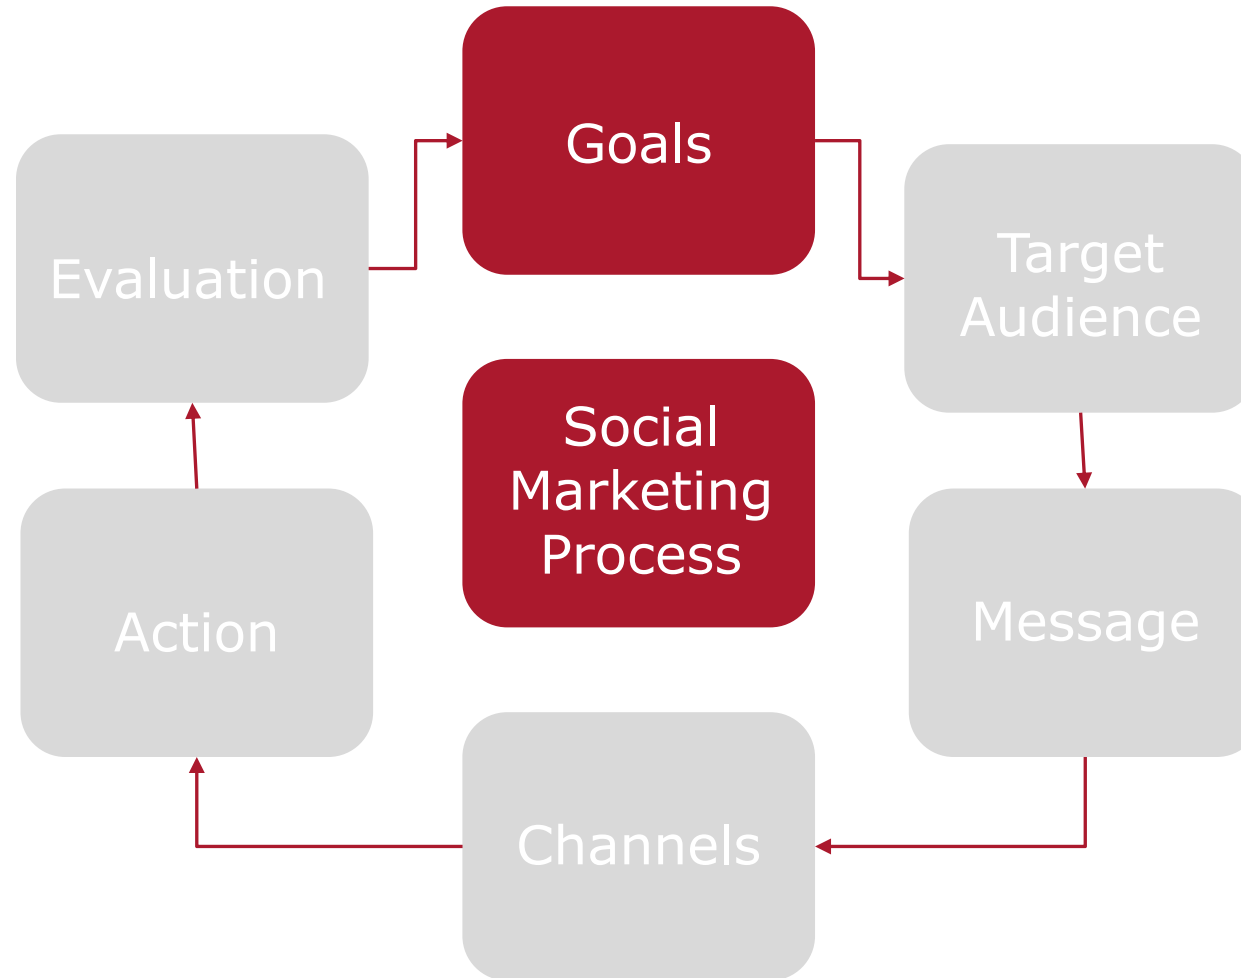 Goals
Target
Audience
Message
Channels
Action
Evaluation
Social
Marketing
Process